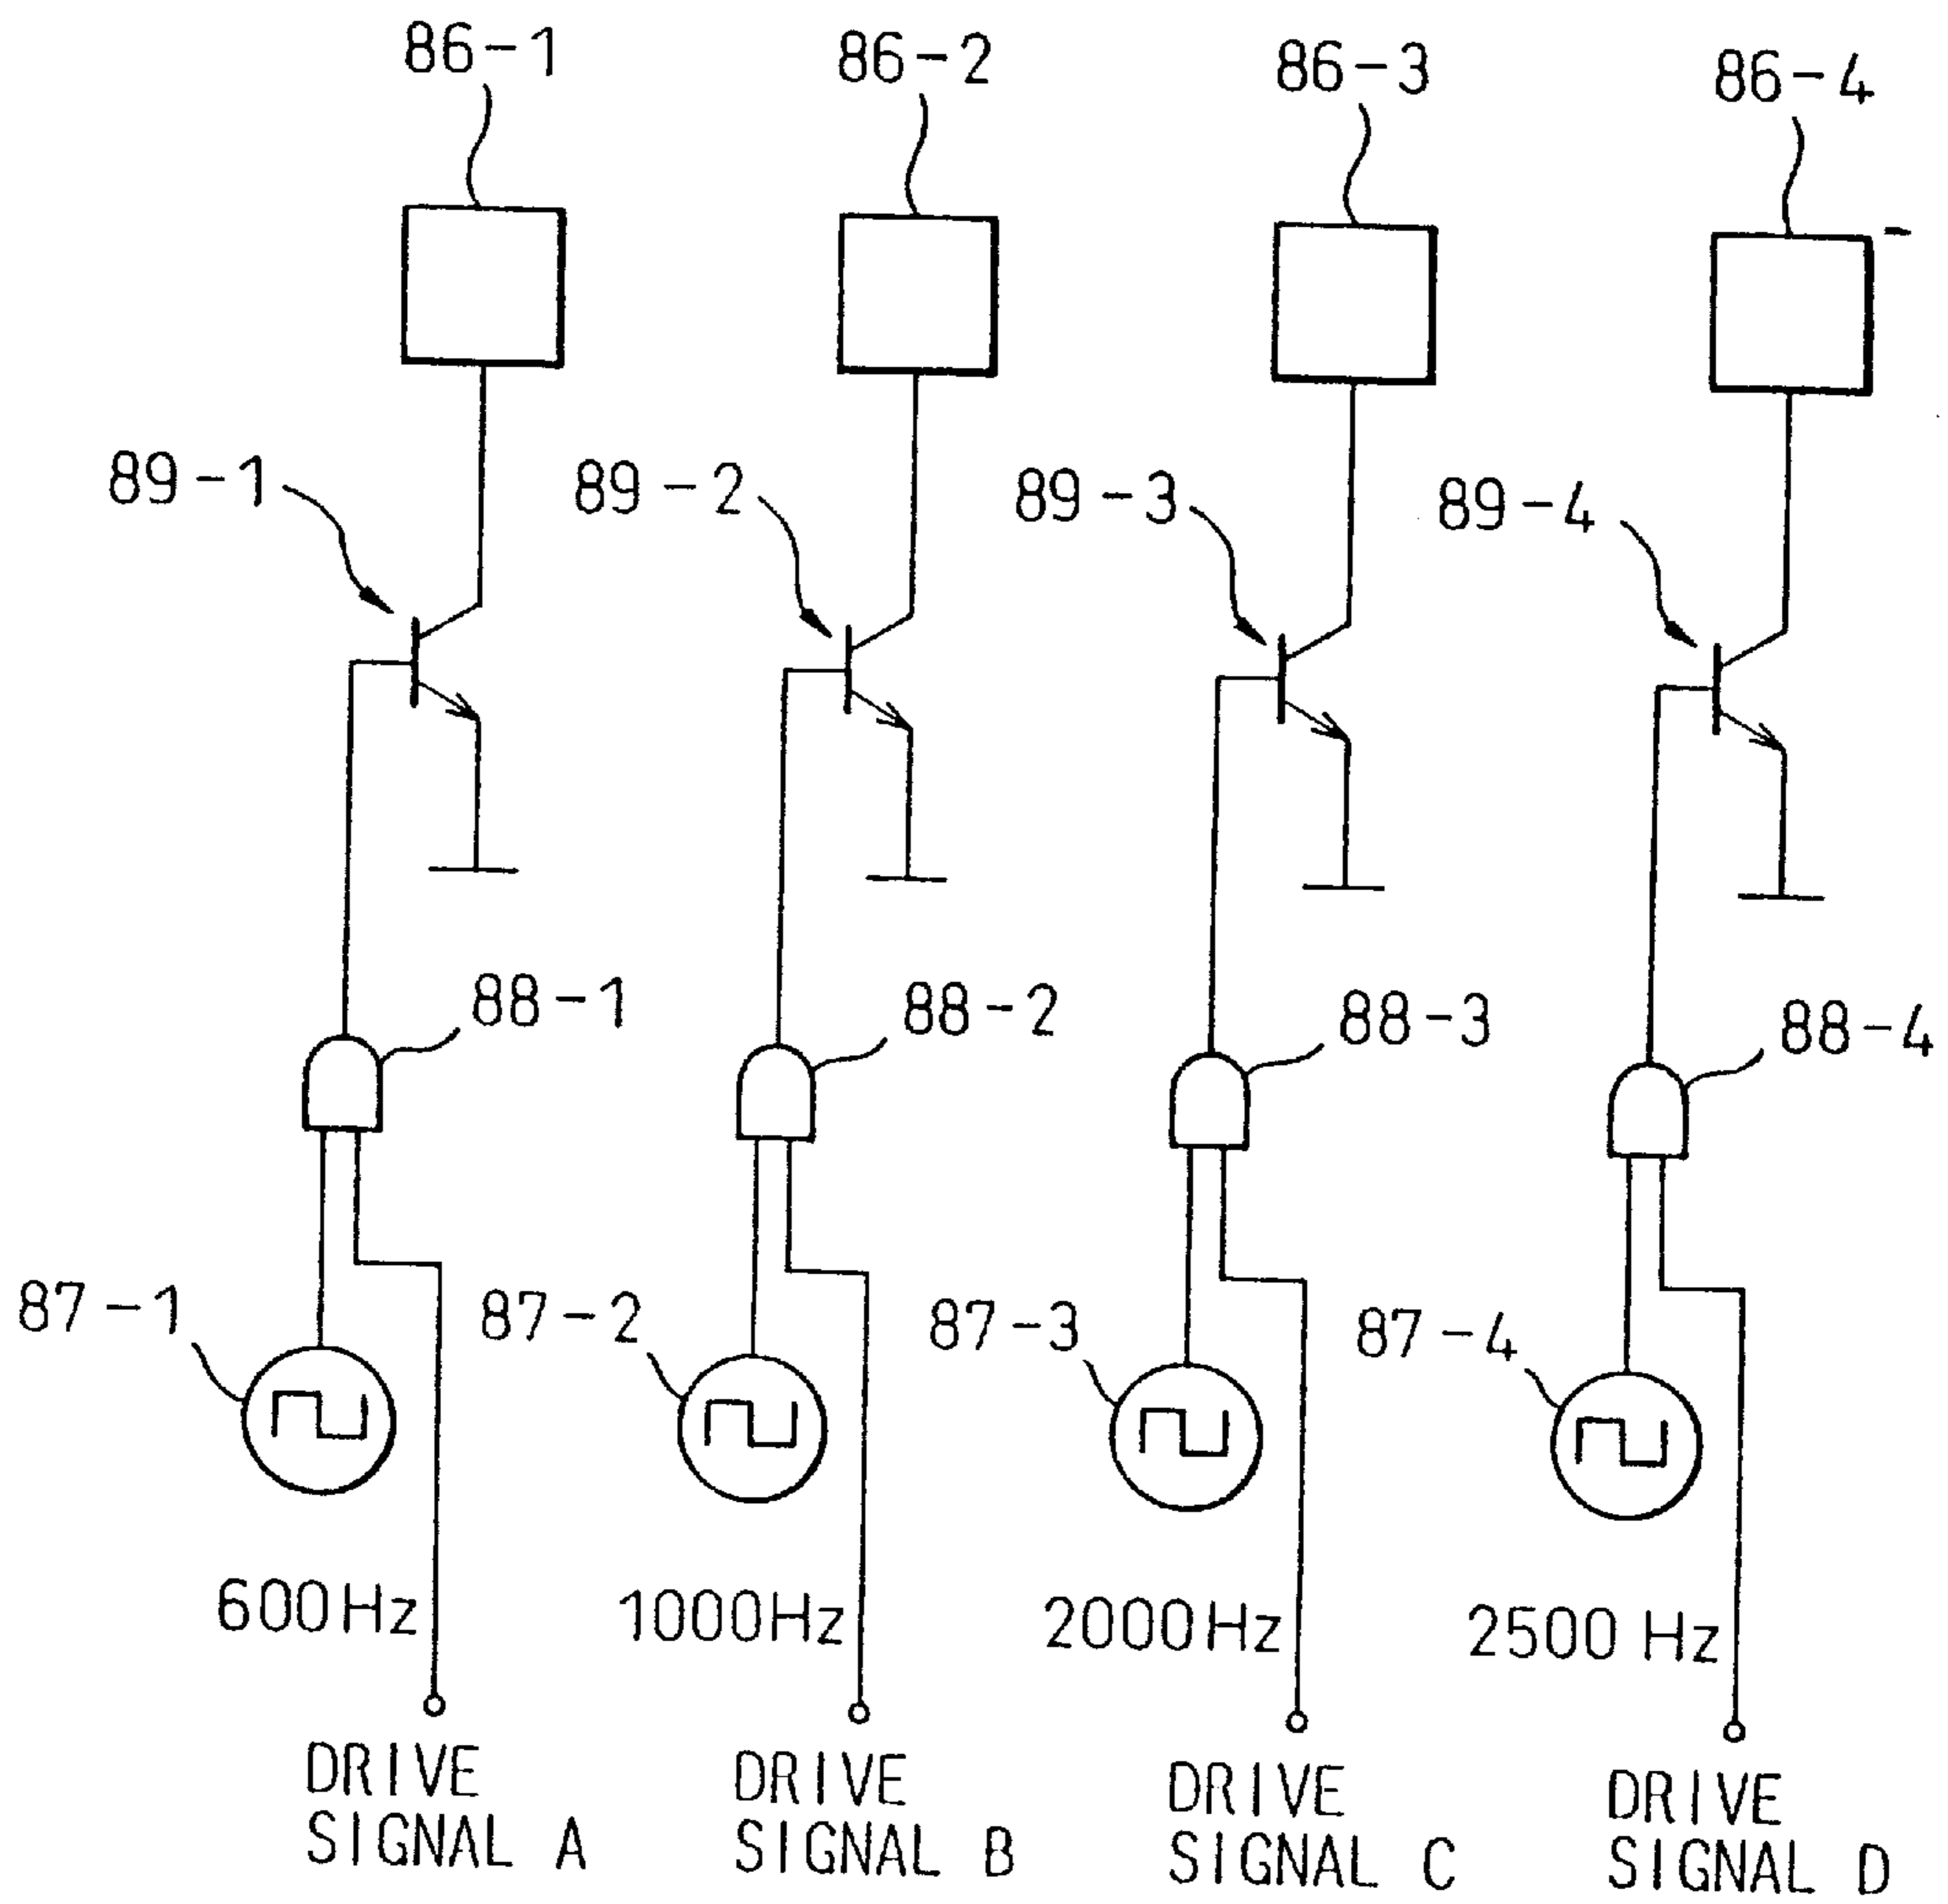 86-1
86-2
86-3
86-4
89-1
89-2
89-3
89-4
88-1
88-2
88-3
88-4
87-1
87-2
87-3
87-4
600Hz
1000Hz
2000Hz
2500 Hz
DRIVE
SIGNAL A
DRIVE
SIGNAL B
DRIVE
SIGNAL C
DRIVE
SIGNAL D